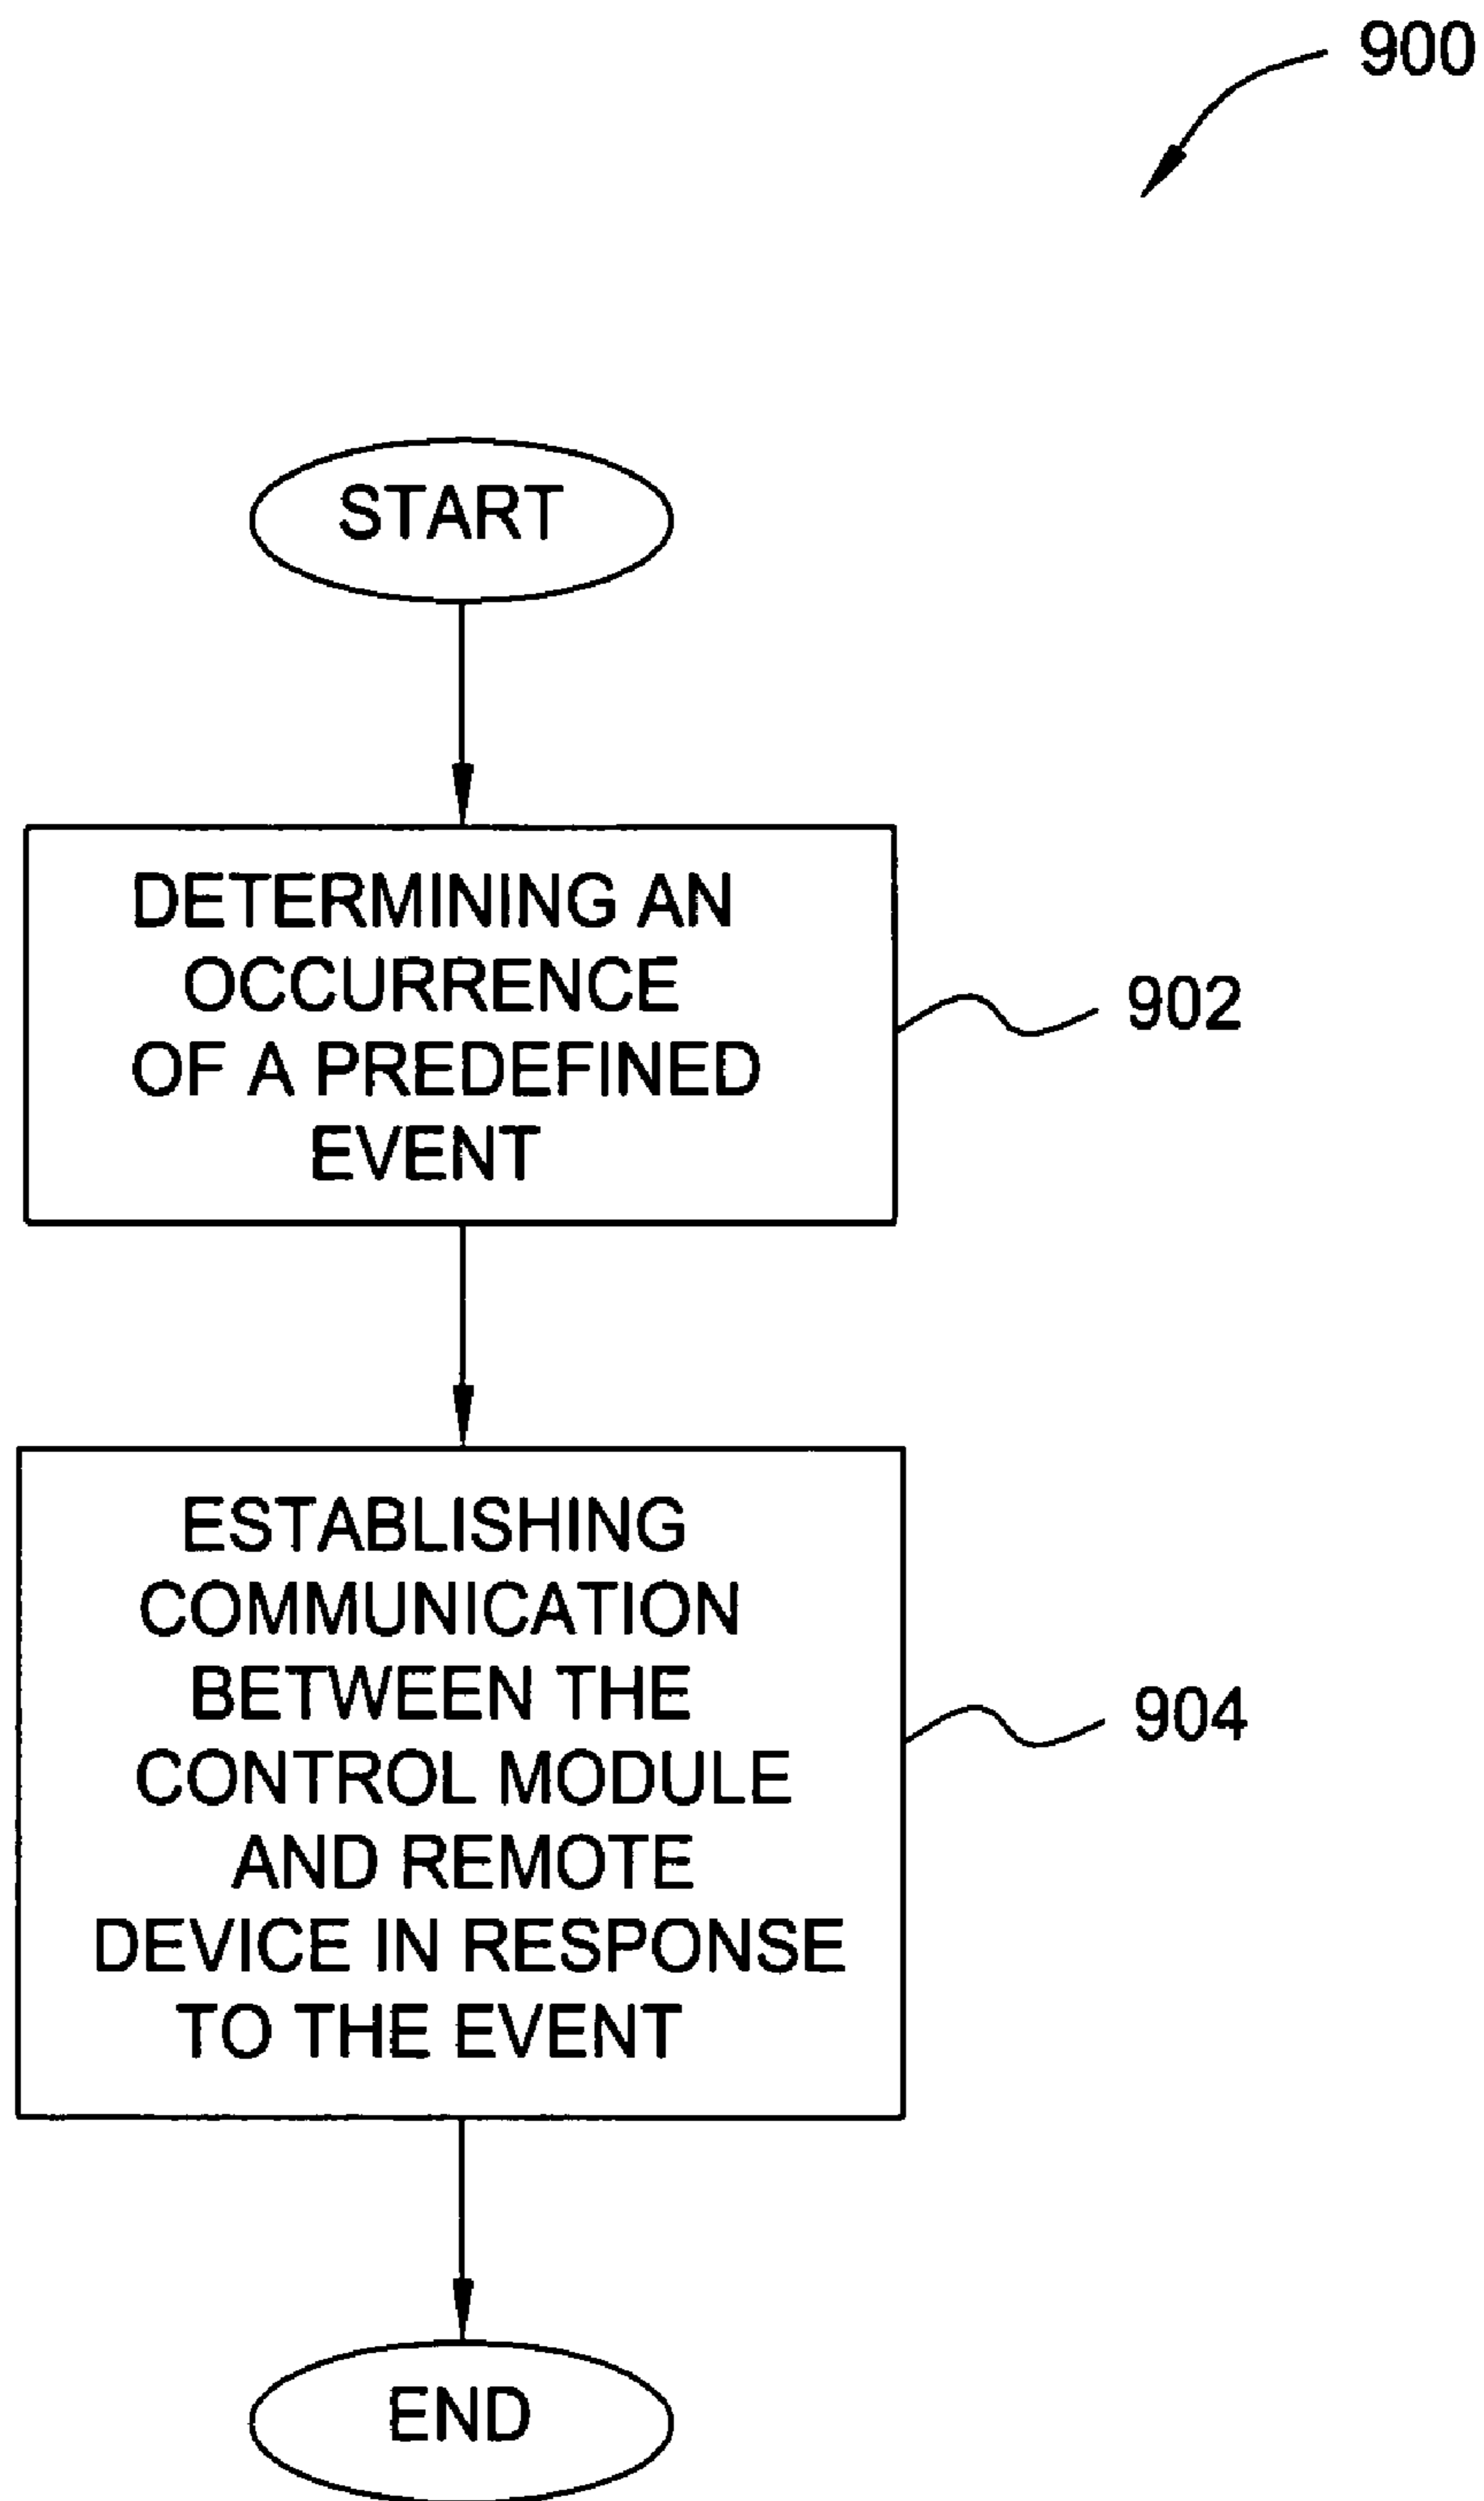 900
START
DETERMINING AN
OCCURRENCE
OF A PREDEFINED
EVENT
902
ESTABLISHING
COMMUNICATION
BETWEEN THE
CONTROL MODULE
AND REMOTE
DEVICE IN RESPONSE
TO THE EVENT
904
END